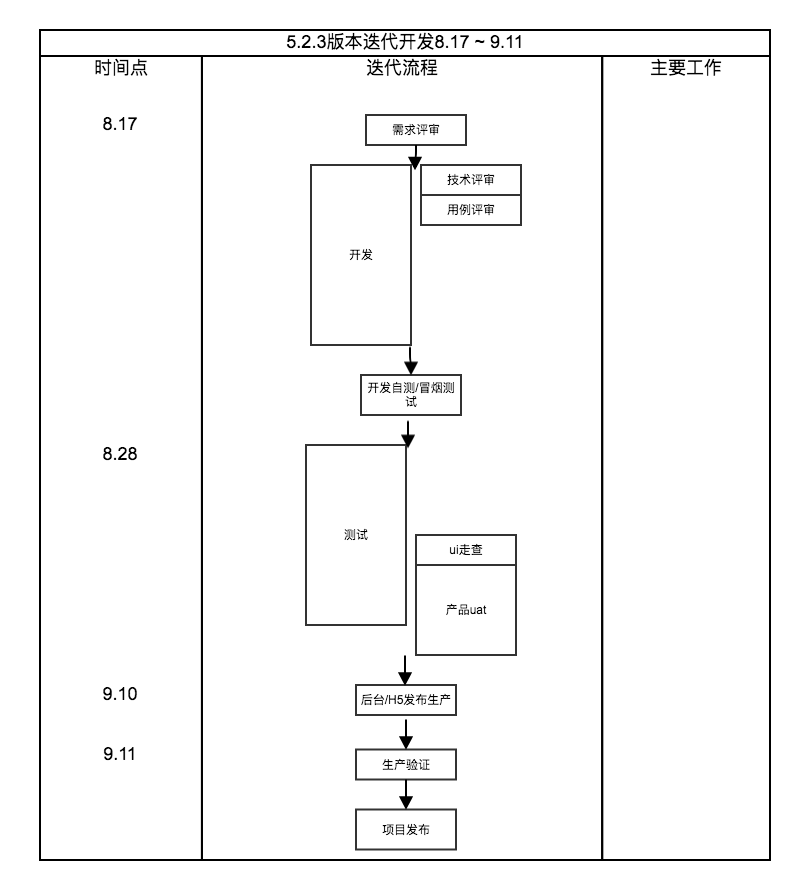 5.2.3版本迭代开发8.17 ~ 9.11
时间点
迭代流程
主要工作
8.17
需求评审
技术评审
用例评审
开发
开发自测/冒烟测
试
8.28
测试
ui走查
产品uat
9.10
后台/H5发布生产
9.11
生产验证
项目发布